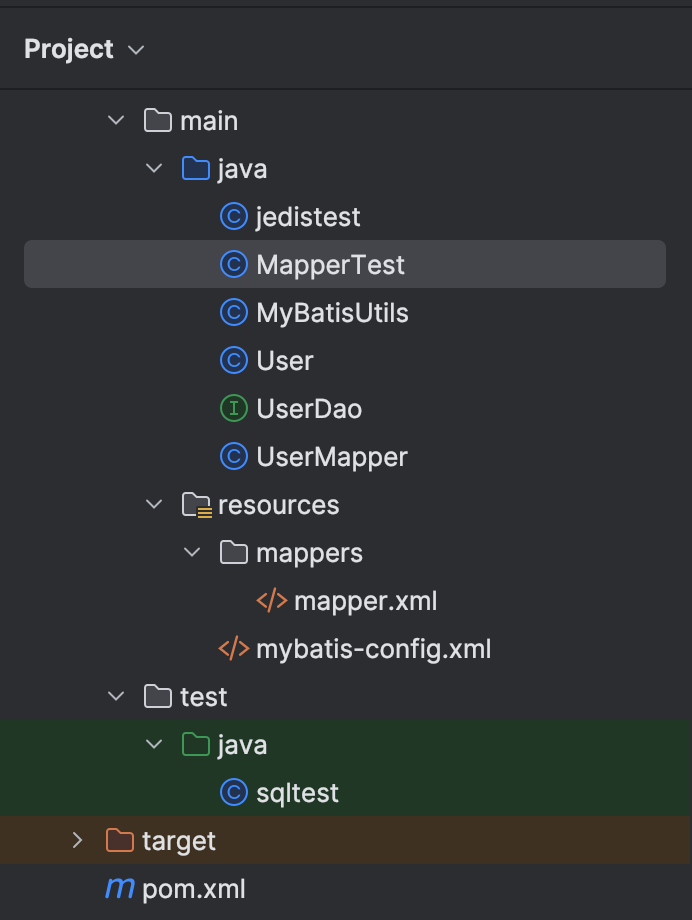 Project
main
java
jedistest
MapperTest
MyBatisUtils
User
UserDao
UserMapper
resources
mappers
mapper.xml
mybatis-config.xml
test
java
sqltest
target
pom.xml